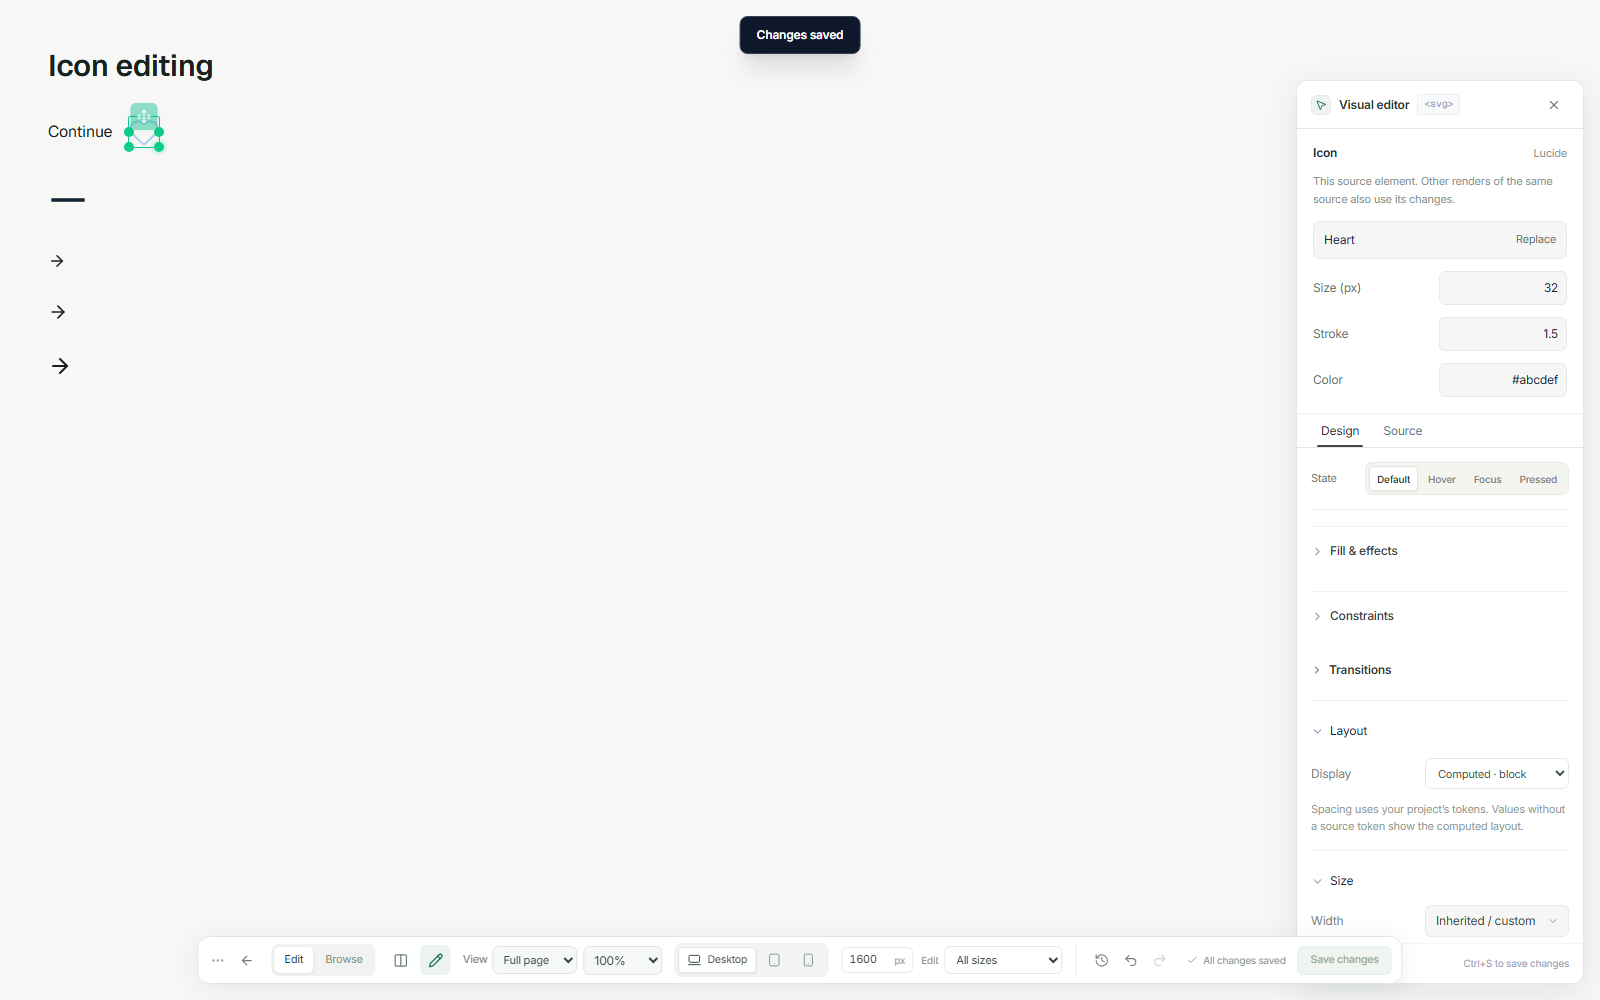 Changes saved
Icon editing
Continue
Visual editor <svg>
Icon Lucide
This source element. Other renders of the same
source also use its changes.
Heart Replace
Size (px) 32
Stroke 1.5
Color #abcdef
Design Source
State Default Hover Focus Pressed
Fill & effects
Constraints
Transitions
Layout
Display Computed · block
Spacing uses your project's tokens. Values without
a source token show the computed layout.
Size
Width Inherited / custom
Edit Browse View Full page 100% Desktop 1600 px Edit All sizes All changes saved Save changes Ctrl+S to save changes